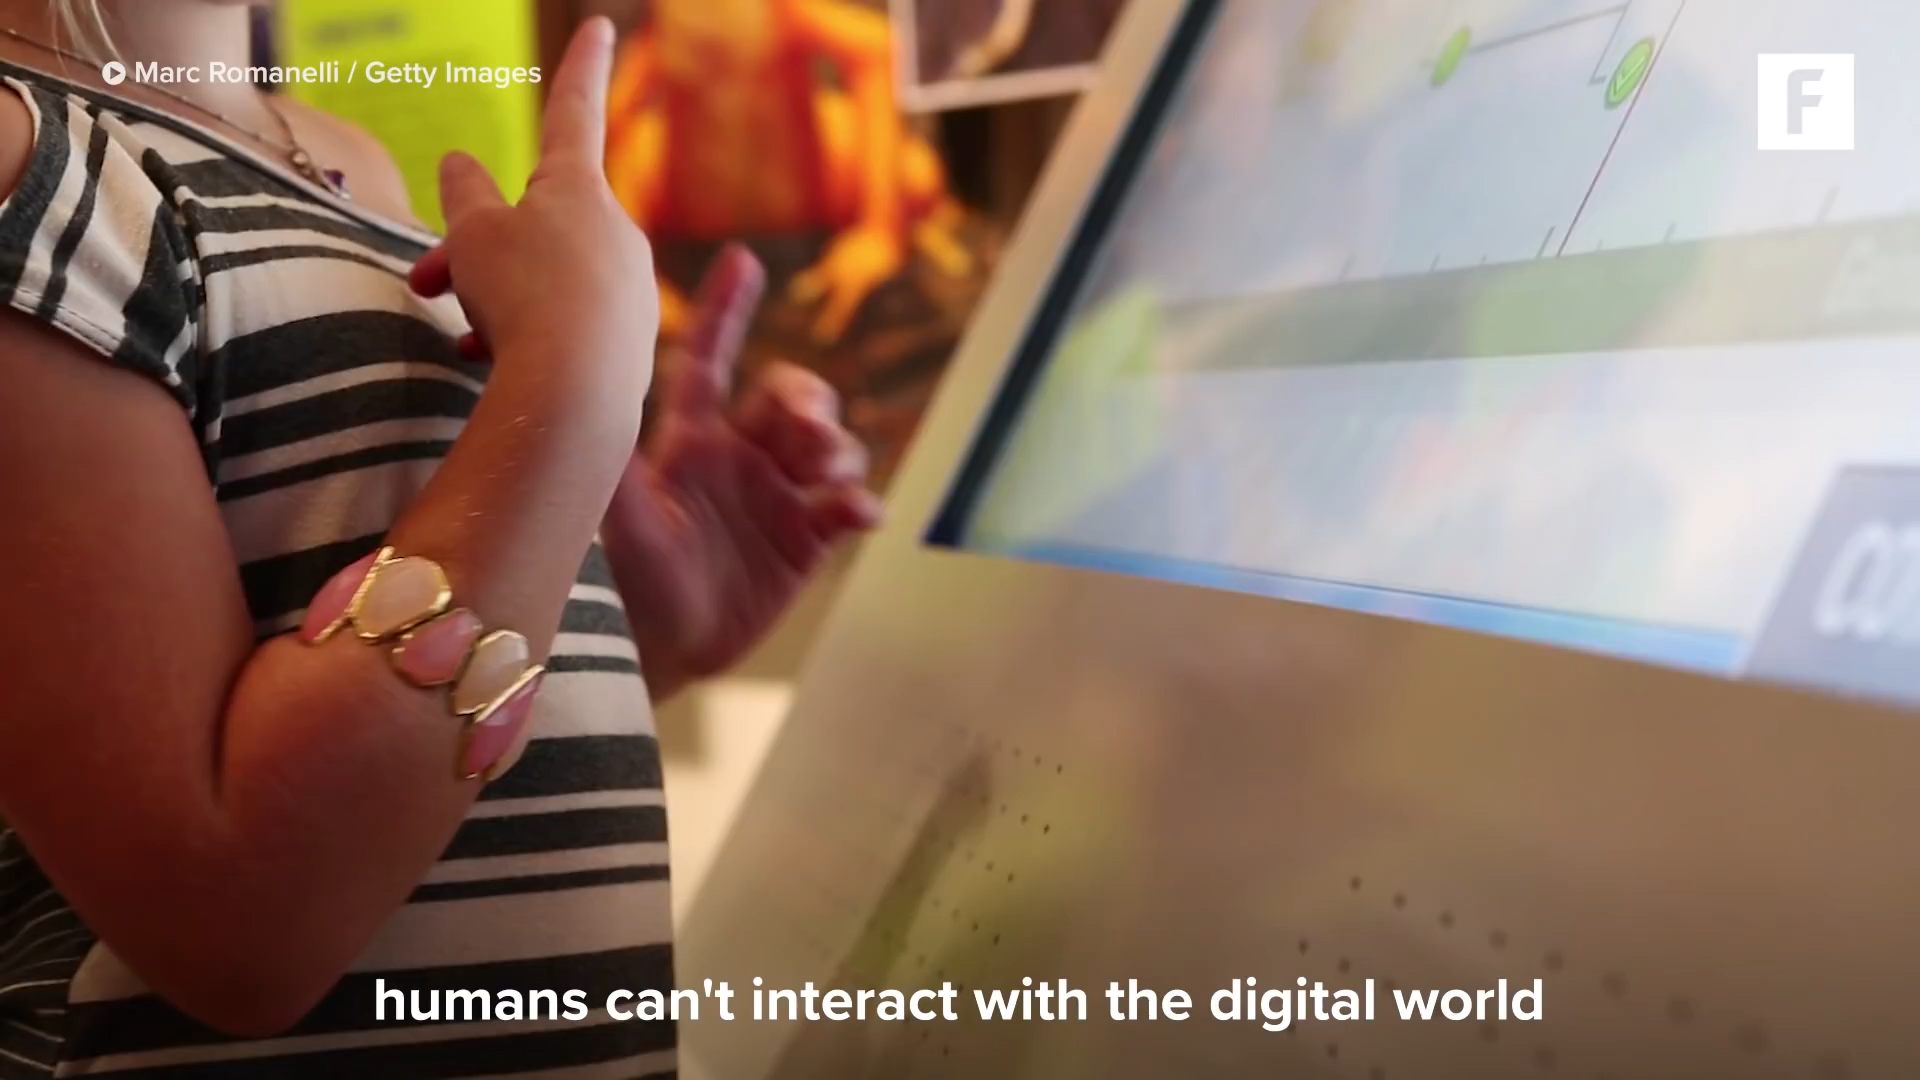 Marc Romanelli / Getty Images
F
humans can't interact with the digital world